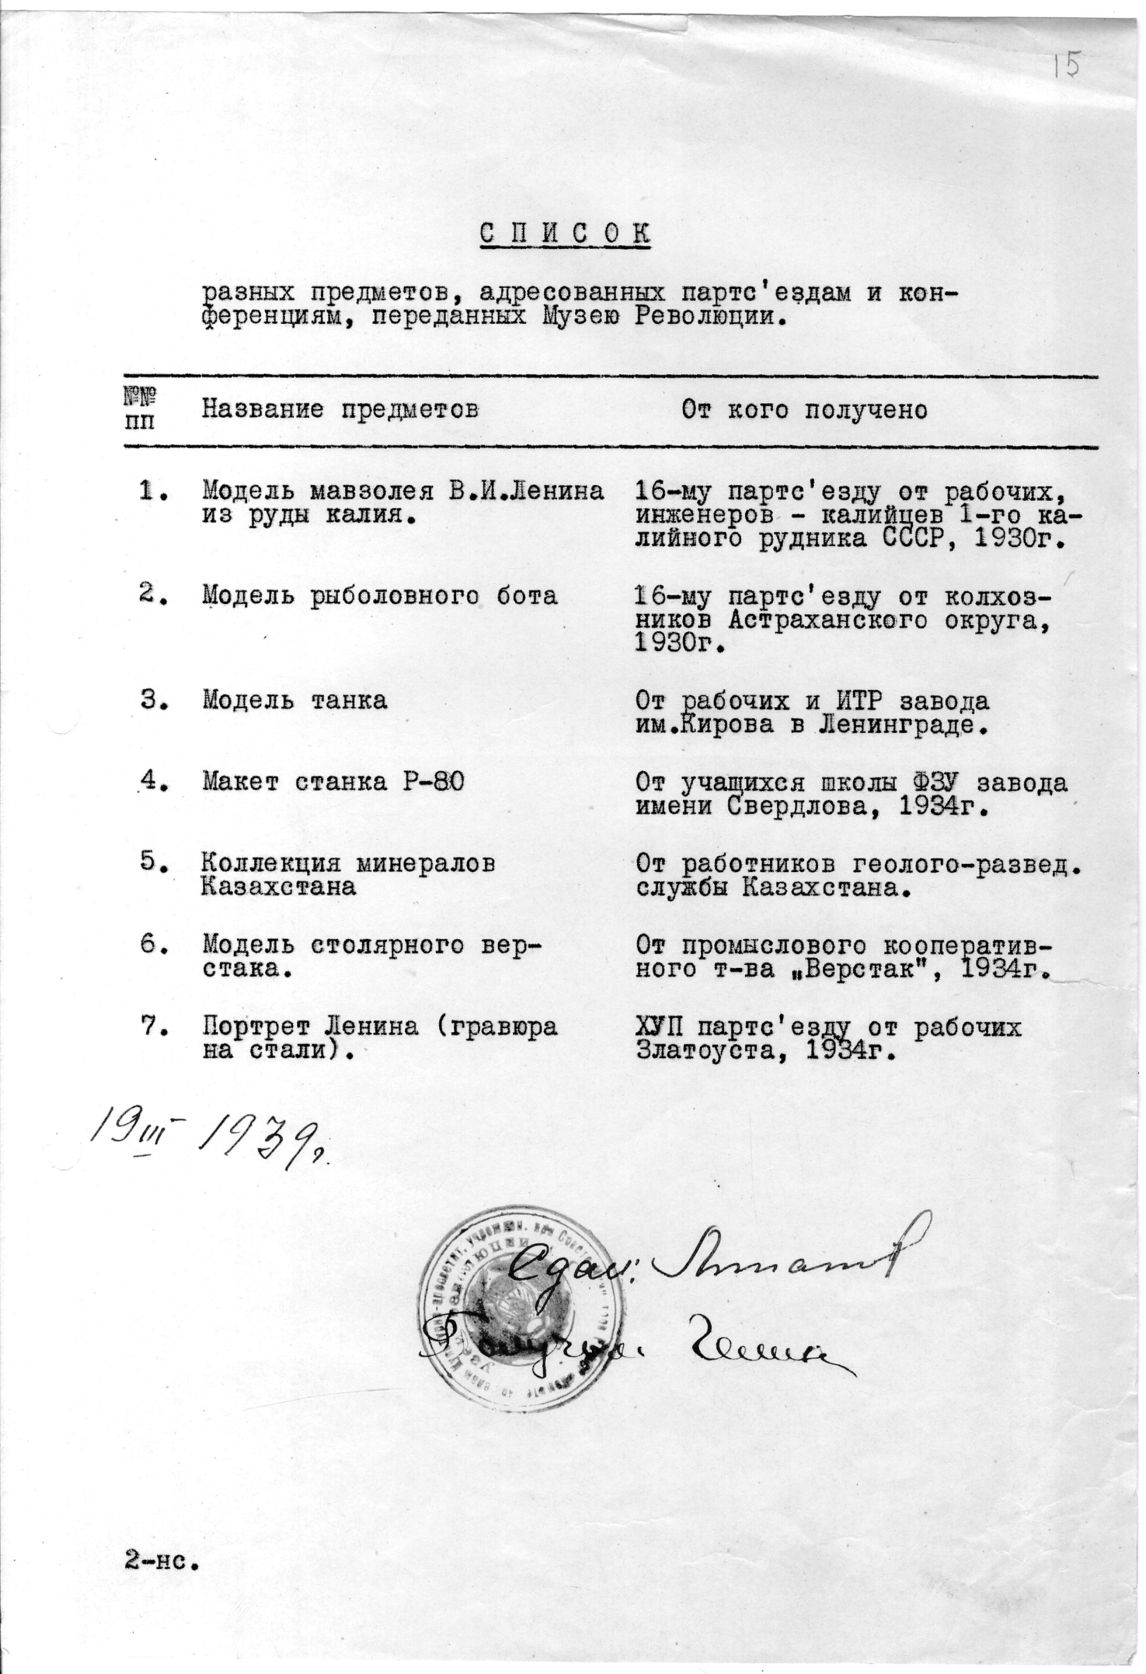 15
СПИСОК
разных предметов, адресованных партс'ездам и кон-
ференциям, переданных Музею Революции.
№№ пп Название предметов От кого получено
1. Модель мавзолея В.И.Ленина 16-му партс'езду от рабочих,
из руды калия. инженеров - калийцев 1-го ка-
лийного рудника СССР, 1930г.
2. Модель рыболовного бота 16-му партс'езду от колхоз-
ников Астраханского округа,
1930г.
3. Модель танка От рабочих и ИТР завода
им.Кирова в Ленинграде.
4. Макет станка Р-80 От учащихся школы ФЗУ завода
имени Свердлова, 1934г.
5. Коллекция минералов От работников геолого-развед.
Казахстана службы Казахстана.
6. Модель столярного вер- От промыслового кооператив-
стака. ного т-ва „Верстак", 1934г.
7. Портрет Ленина (гравюра ХУП партс'езду от рабочих
на стали). Златоуста, 1934г.
19 III 1939г.
Сдал:
Получил
2-нс.